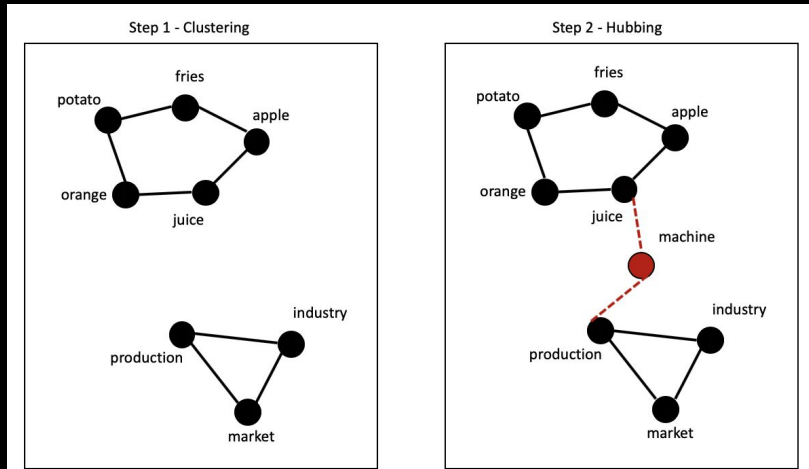 Step 1 - Clustering
fries
potato
apple
orange
juice
industry
production
market
Step 2 - Hubbing
fries
potato
apple
orange
juice
machine
industry
production
market